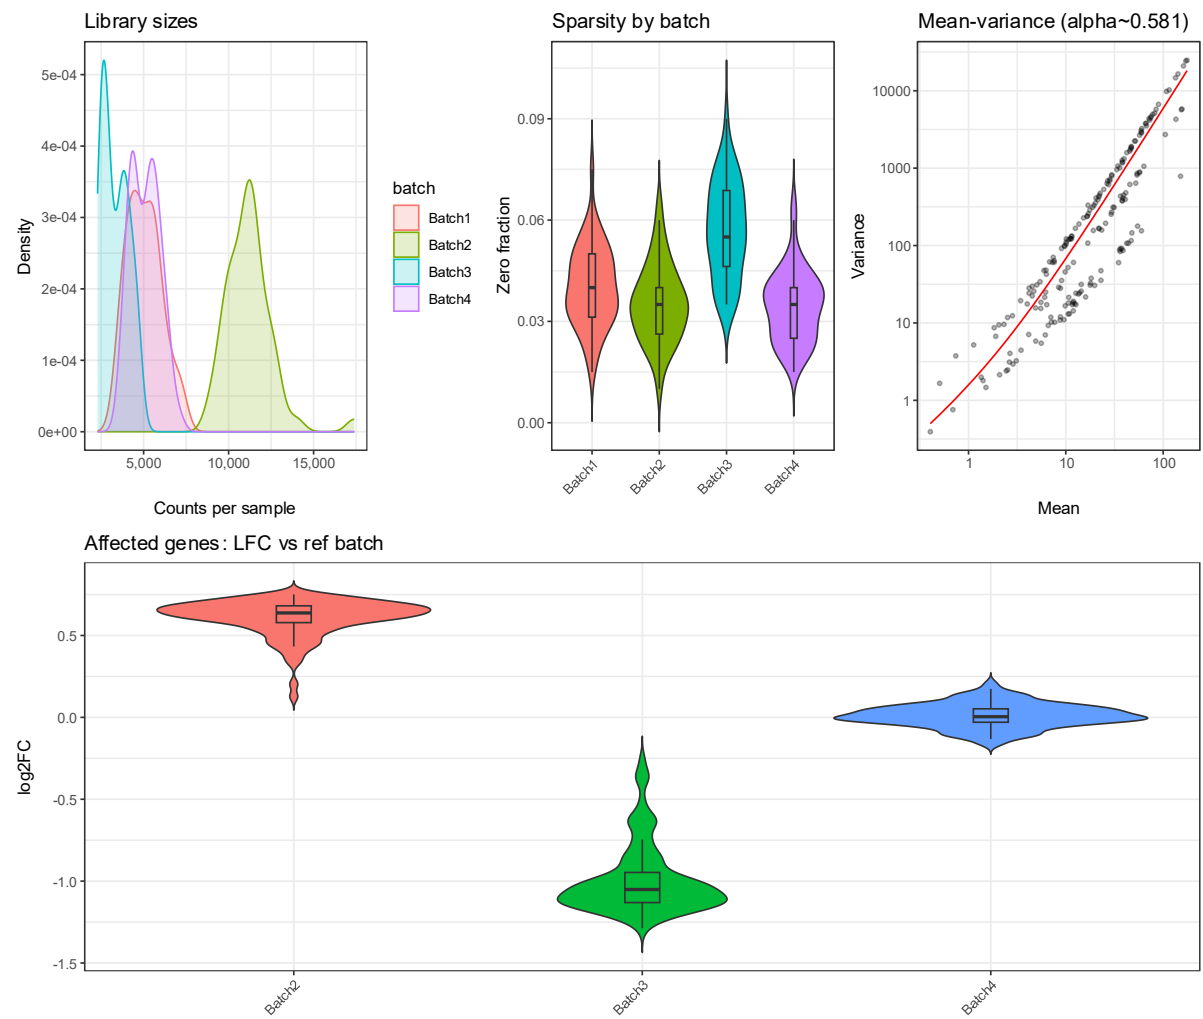 Library sizes
Density
5e-04
4e-04
3e-04
2e-04
1e-04
0e+00
5,000
10,000
15,000
Counts per sample
batch
Batch1
Batch2
Batch3
Batch4
Sparsity by batch
Zero fraction
0.09
0.06
0.03
0.00
Batch1
Batch2
Batch3
Batch4
Mean-variance (alpha~0.581)
Variance
10000
1000
100
10
1
1
10
100
Mean
Affected genes: LFC vs ref batch
log2FC
0.5
0.0
-0.5
-1.0
-1.5
Batch2
Batch3
Batch4